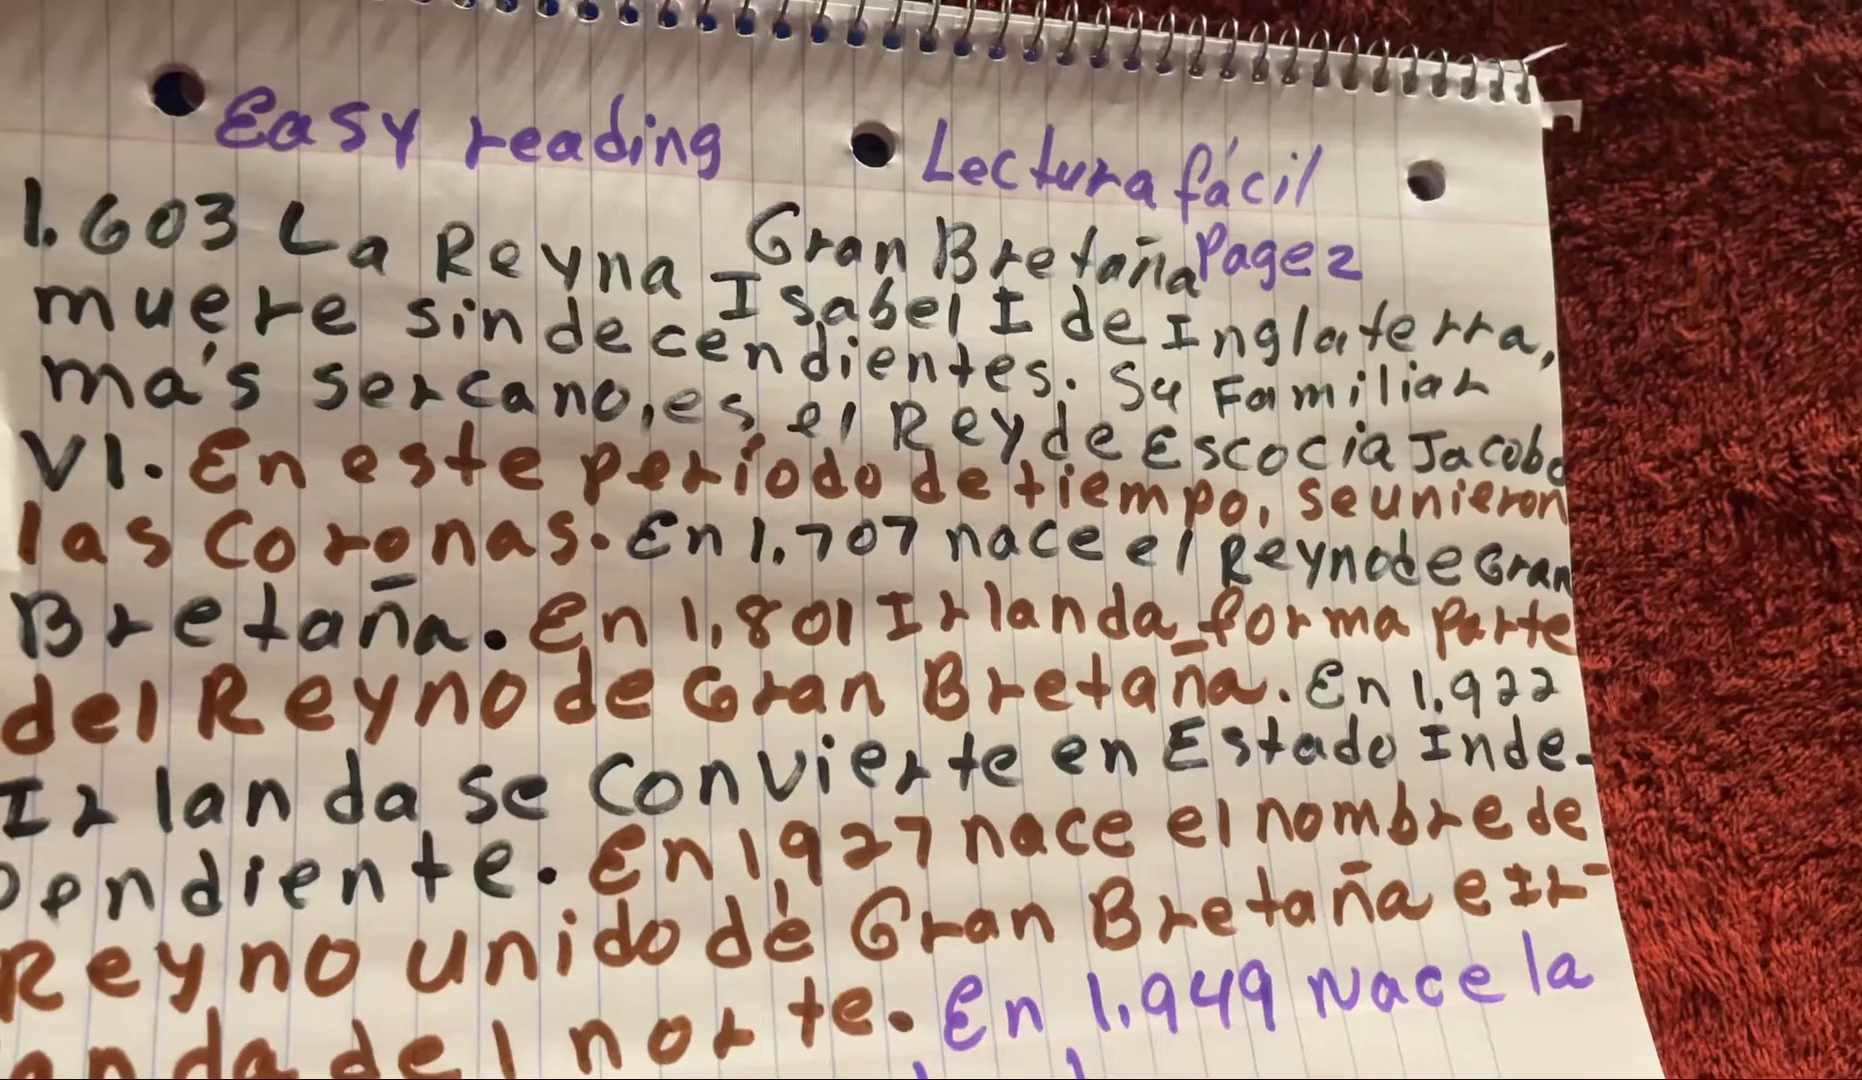 Easy reading Lectura fácil
Gran Bretaña Page 2
1.603 La Reyna Isabel I de Inglaterra,
muere sin decendientes. Su Familiar
más sercano, es el Rey de Escocia Jacobo
VI. En este período de tiempo, se unieron
las Coronas. En 1.707 nace el Reyno de Gran
Bretaña. En 1.801 Irlanda forma parte
del Reyno de Gran Bretaña. En 1.922
Irlanda se convierte en Estado Inde-
pendiente. En 1927 nace el nombre de
Reyno unido de Gran Bretaña e Ir-
anda del norte. En 1.949 Nace la